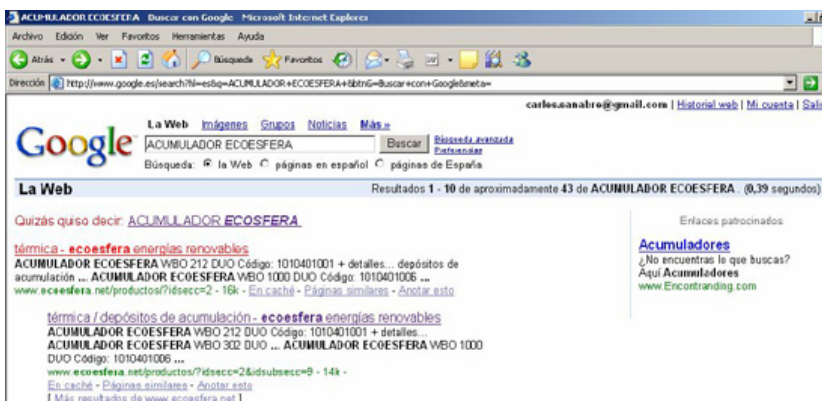 ACUMULADOR ECOESFERA Buscar con Google Microsoft Internet Explorer
Archivo Edición Ver Favoritos Herramientas Ayuda
Atrás Búsqueda Favoritos
Dirección http://www.google.es/search?hl=es&q=ACUMULADOR+ECOESFERA+&btnG=Buscar+con+Google&meta=
carlos.sanabro@gmail.com | Historial web | Mi cuenta | Sali
La Web Imágenes Grupos Noticias Más »
Google ACUMULADOR ECOESFERA Buscar Búsqueda avanzada
Preferencias
Búsqueda: la Web páginas en español páginas de España
La Web Resultados 1 - 10 de aproximadamente 43 de ACUMULADOR ECOESFERA . (0,39 segundos)
Quizás quiso decir: ACUMULADOR ECOSFERA
Enlaces patrocinados
térmica - ecoesfera energías renovables
ACUMULADOR ECOESFERA WBO 212 DUO Código: 1010401001 + detalles... depósitos de
acumulación ... ACUMULADOR ECOESFERA WBO 1000 DUO Código: 1010401006 ...
www.ecoesfera.net/productos/?idsecc=2 - 16k - En caché - Páginas similares - Anotar esto
Acumuladores
¿No encuentras lo que buscas?
Aquí Acumuladores
www.Encontranding.com
térmica / depósitos de acumulación - ecoesfera energías renovables
ACUMULADOR ECOESFERA WBO 212 DUO Código: 1010401001 + detalles...
ACUMULADOR ECOESFERA WBO 302 DUO ... ACUMULADOR ECOESFERA WBO 1000
DUO Código: 1010401006 ...
www.ecoesfera.net/productos/?idsecc=2&idsubsecc=9 - 14k -
En caché - Páginas similares - Anotar esto
[ Más resultados de www.ecoesfera.net ]